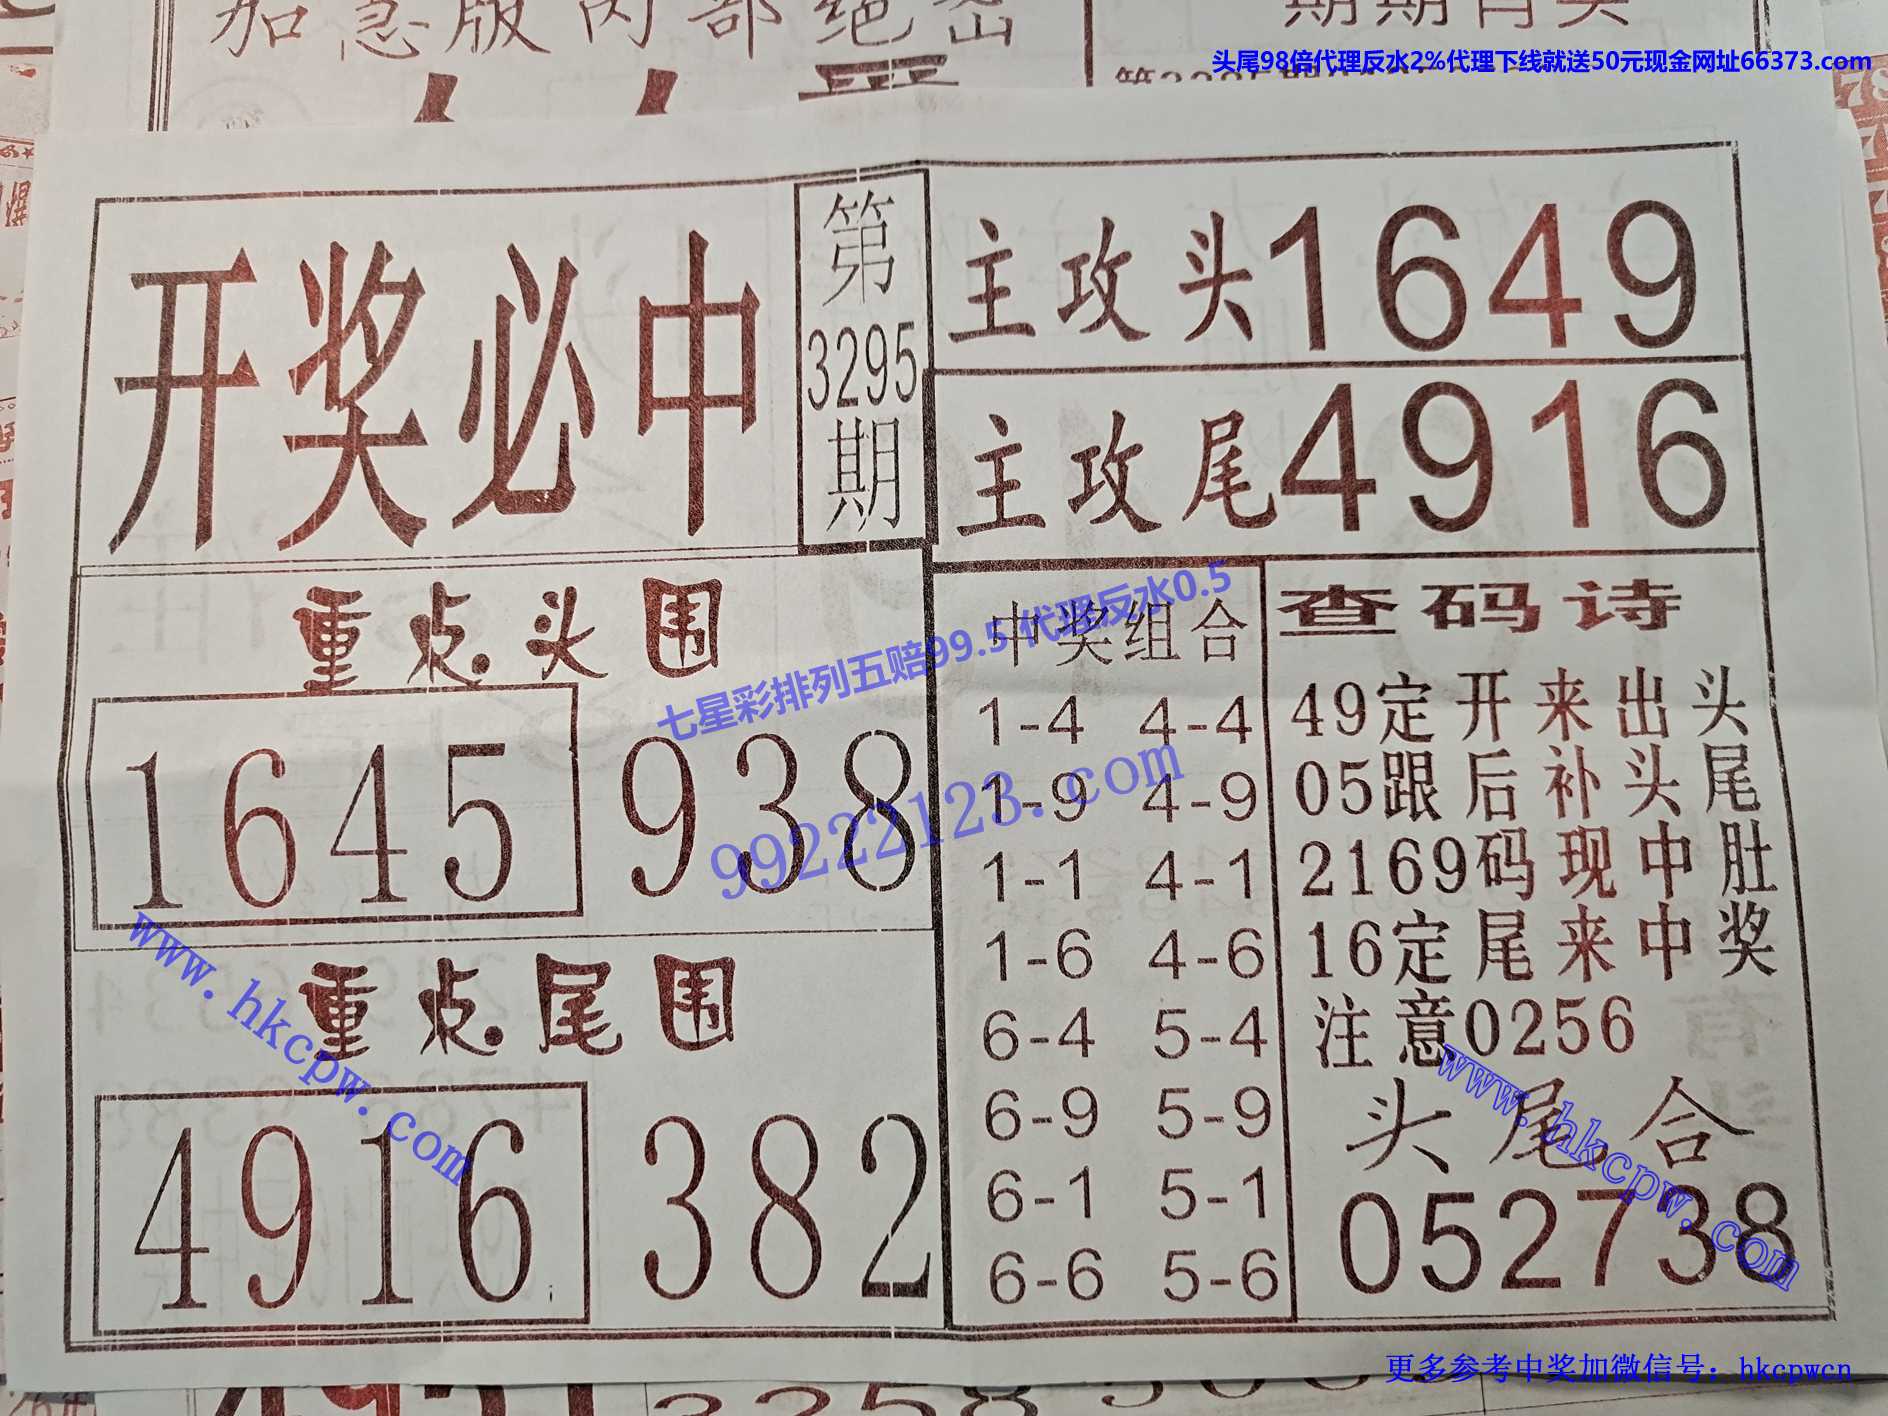 加急版内部绝密
头尾98倍代理反水2%代理下线就送50元现金网址66373.com
开奖必中
第
3295
期
主攻头1649
主攻尾4916
重点头围
1645 938
重点尾围
4916 382
中奖组合
1-4 4-4
1-9 4-9
1-1 4-1
1-6 4-6
6-4 5-4
6-9 5-9
6-1 5-1
6-6 5-6
查码诗
49定开来出头
05跟后补头尾
2169码现中肚
16定尾来中奖
注意0256
头尾合
052738
七星彩排列五赔99.5代理反水0.5
99222123.com
www.hkcpw.com
www.hkcpw.com
更多参考中奖加微信号：hkcpwcn